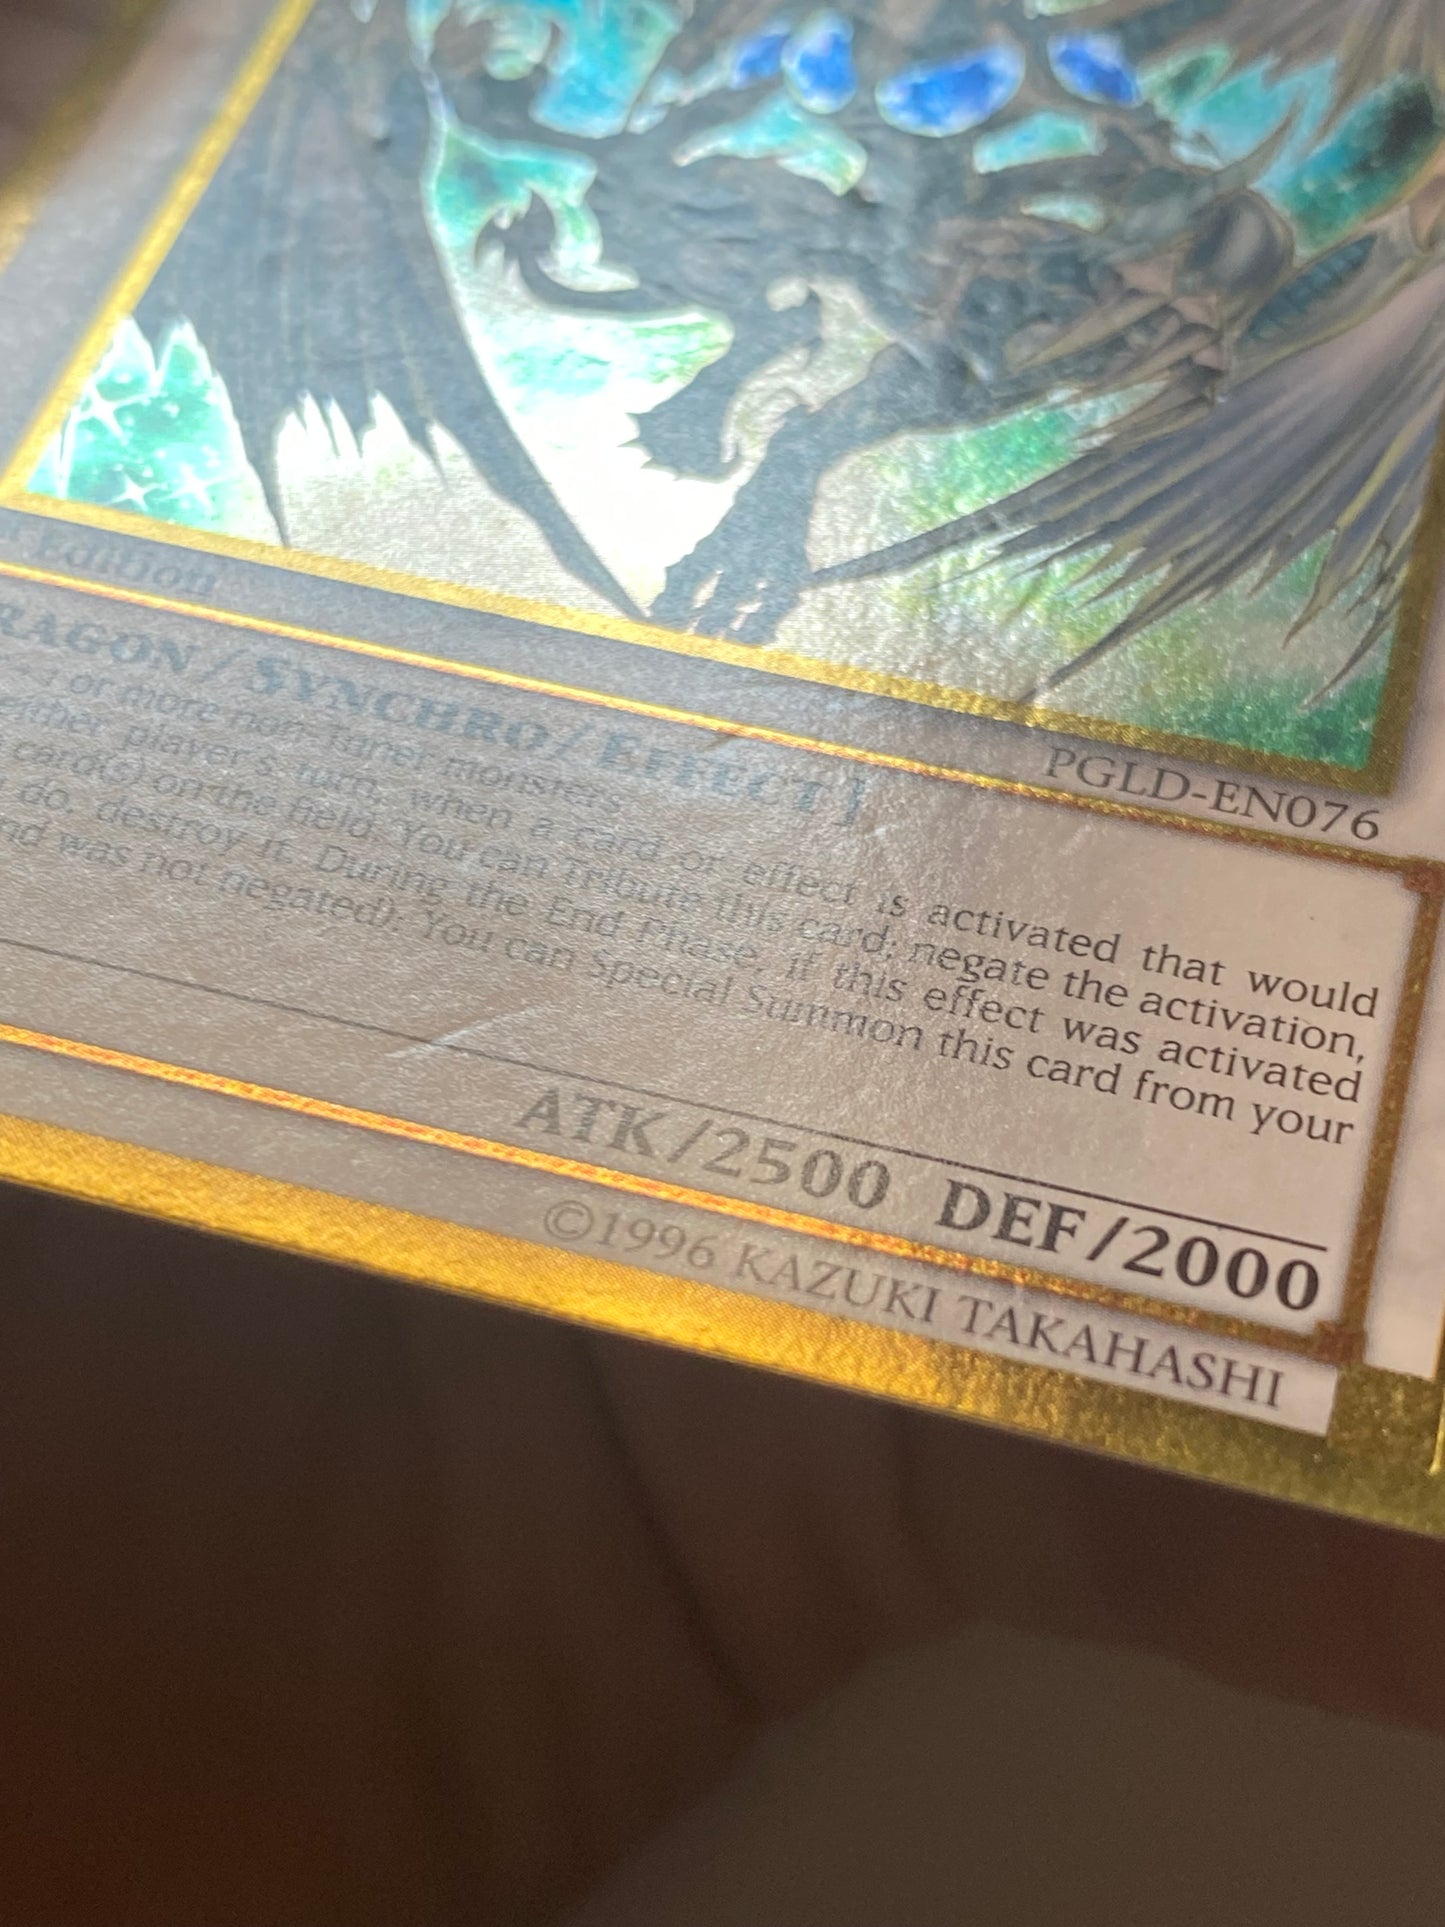 PGLD-EN076
Edition
RAGON / SYNCHRO / EFFECT ]
or more non-Tuner monsters
player's turn, when a card or effect is activated that would
card(s) on the field: You can Tribute this card; negate the activation,
do, destroy it. During the End Phase, if this effect was activated
nd was not negated): You can Special Summon this card from your
ATK/2500 DEF/2000
©1996 KAZUKI TAKAHASHI